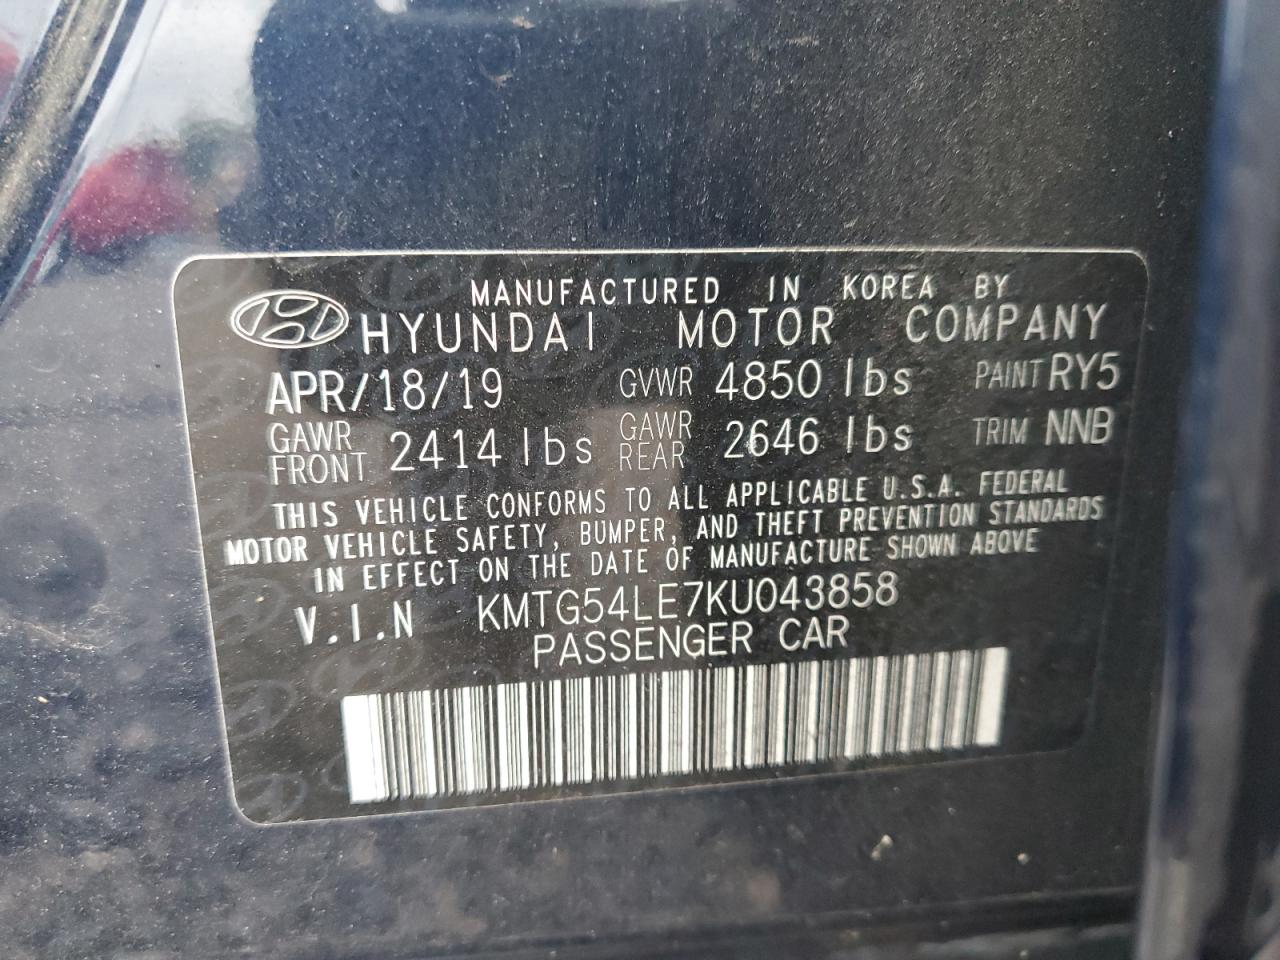 MANUFACTURED IN KOREA BY
HYUNDAI MOTOR COMPANY
APR/18/19 GVWR 4850 lbs PAINT RY5
GAWR FRONT 2414 lbs GAWR REAR 2646 lbs TRIM NNB
THIS VEHICLE CONFORMS TO ALL APPLICABLE U.S.A. FEDERAL
MOTOR VEHICLE SAFETY, BUMPER, AND THEFT PREVENTION STANDARDS
IN EFFECT ON THE DATE OF MANUFACTURE SHOWN ABOVE
V.I.N KMTG54LE7KU043858
PASSENGER CAR